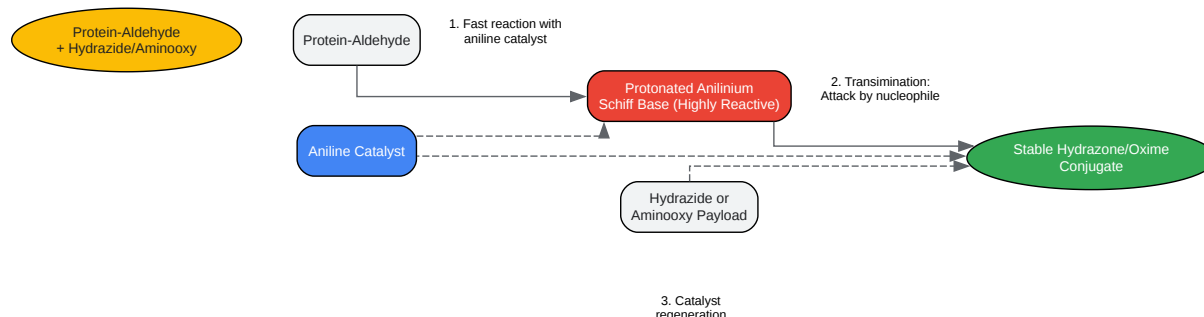 Protein-Aldehyde
+ Hydrazide/Aminooxy
Protein-Aldehyde
1. Fast reaction with
aniline catalyst
Protonated Anilinium
Schiff Base (Highly Reactive)
2. Transimination:
Attack by nucleophile
Aniline Catalyst
Stable Hydrazone/Oxime
Conjugate
Hydrazide or
Aminooxy Payload
3. Catalyst
regeneration